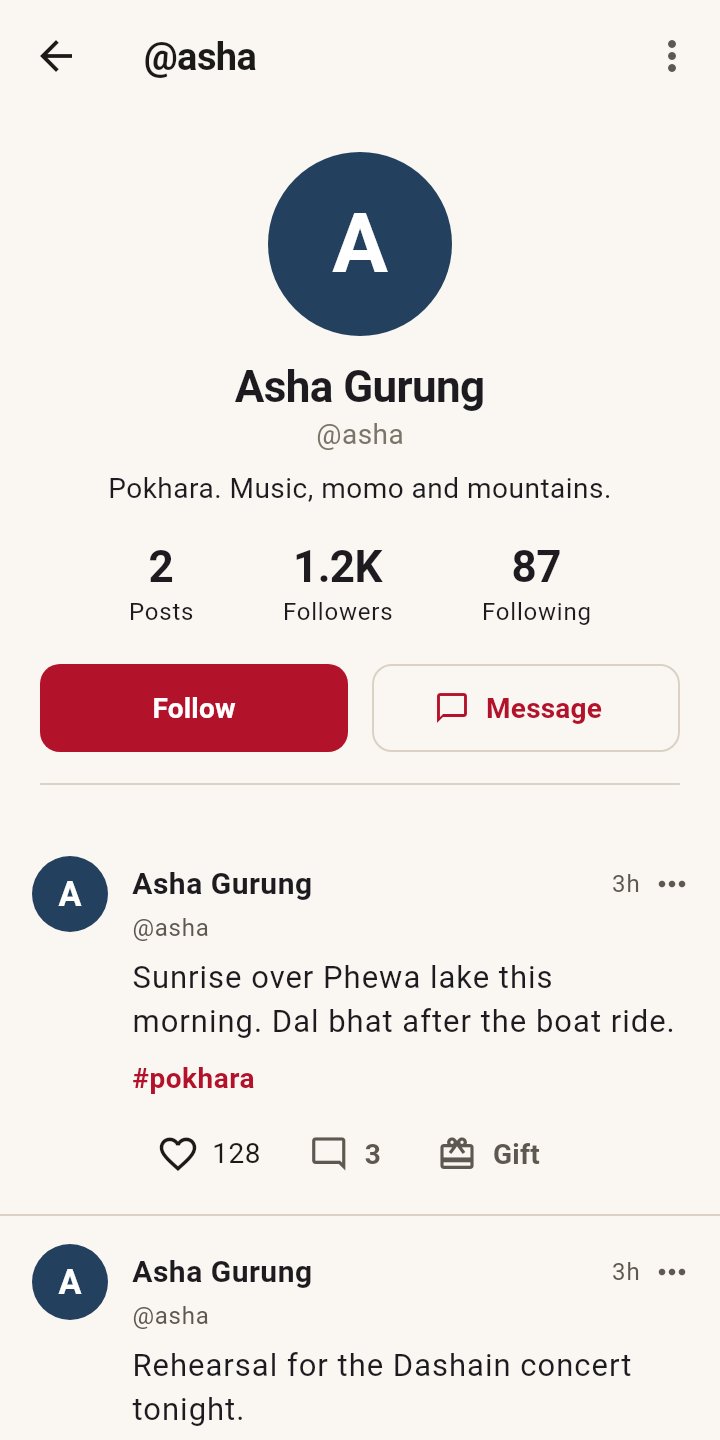 @asha
A
Asha Gurung
@asha
Pokhara. Music, momo and mountains.
2 1.2K 87
Posts Followers Following
Follow Message
A Asha Gurung 3h
@asha
Sunrise over Phewa lake this
morning. Dal bhat after the boat ride.
#pokhara
128 3 Gift
A Asha Gurung 3h
@asha
Rehearsal for the Dashain concert
tonight.